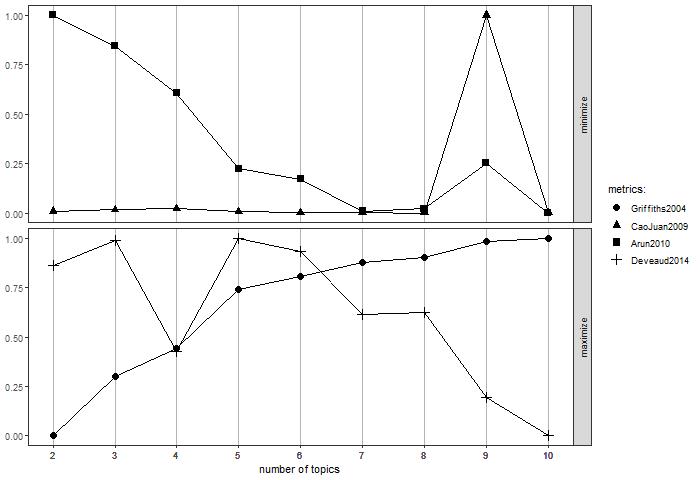 1.00
0.75
0.50
0.25
0.00
minimize
1.00
0.75
0.50
0.25
0.00
maximize
2 3 4 5 6 7 8 9 10
number of topics
metrics:
Griffiths2004
CaoJuan2009
Arun2010
Deveaud2014